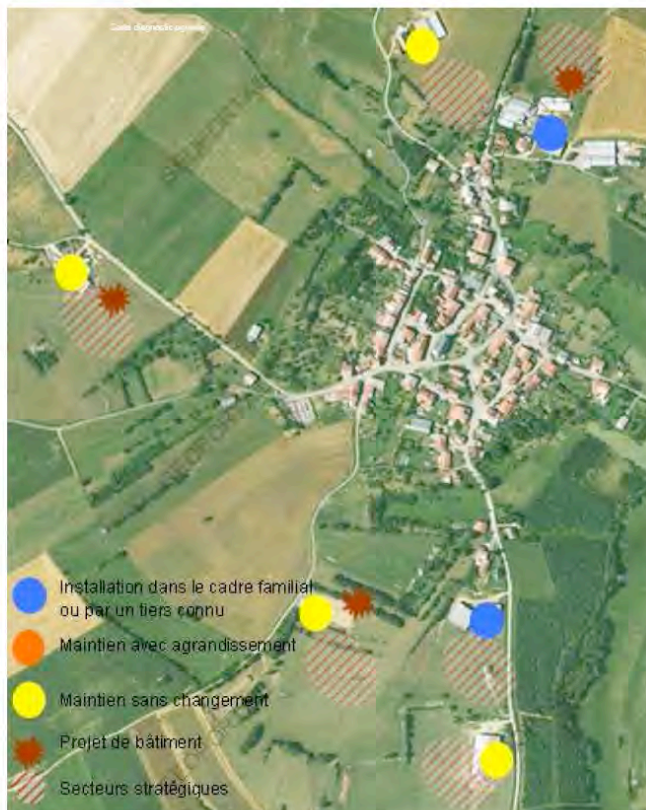 Installation dans le cadre familial
ou par un tiers connu
Maintien avec agrandissement
Maintien sans changement
Projet de bâtiment
Secteurs stratégiques